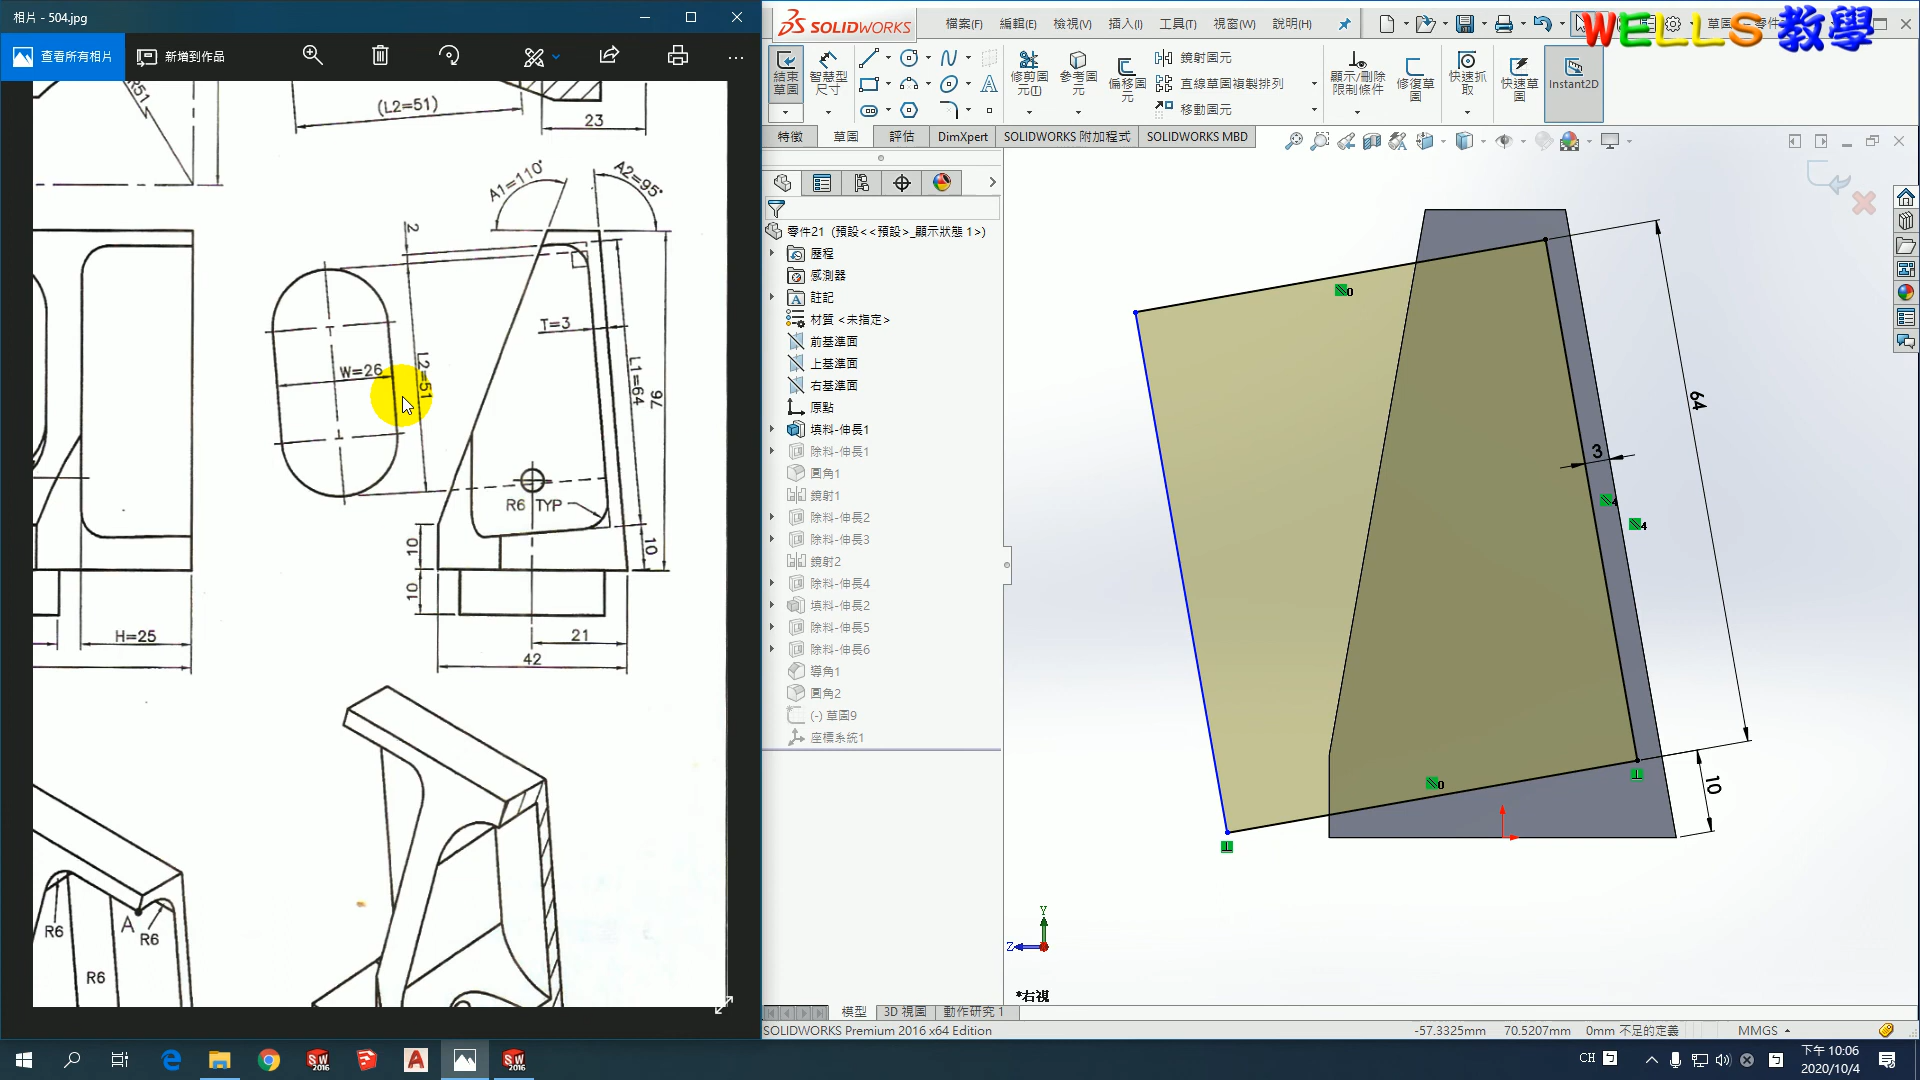 相片 - 504.jpg
查看所有相片
新增到作品
R51
(L2=51)
23
A1=110°
A2=95°
2
T=3
W=26
L2=51
L1=64
97
R6 TYP
10
10
10
H=25
21
42
A
R6
R6
R6
SOLIDWORKS
檔案(F)
編輯(E)
檢視(V)
插入(I)
工具(T)
視窗(W)
說明(H)
WELLS 教學
結束草圖
智慧型尺寸
修剪圖元(T)
參考圖元
偏移圖元
鏡射圖元
直線草圖複製排列
移動圖元
顯示/刪除限制條件
修復草圖
快速抓取
快速草圖
Instant2D
特徵
草圖
評估
DimXpert
SOLIDWORKS 附加程式
SOLIDWORKS MBD
零件21 (預設<<預設>_顯示狀態 1>)
歷程
感測器
註記
材質 <未指定>
前基準面
上基準面
右基準面
原點
填料-伸長1
除料-伸長1
圓角1
鏡射1
除料-伸長2
除料-伸長3
鏡射2
除料-伸長4
填料-伸長2
除料-伸長5
除料-伸長6
導角1
圓角2
(-) 草圖9
座標系統1
0
64
3
4
4
0
10
Y
Z
*右視
模型
3D 視圖
動作研究 1
SOLIDWORKS Premium 2016 x64 Edition
-57.3325mm
70.5207mm
0mm 不足的定義
MMGS
CH
下午 10:06
2020/10/4